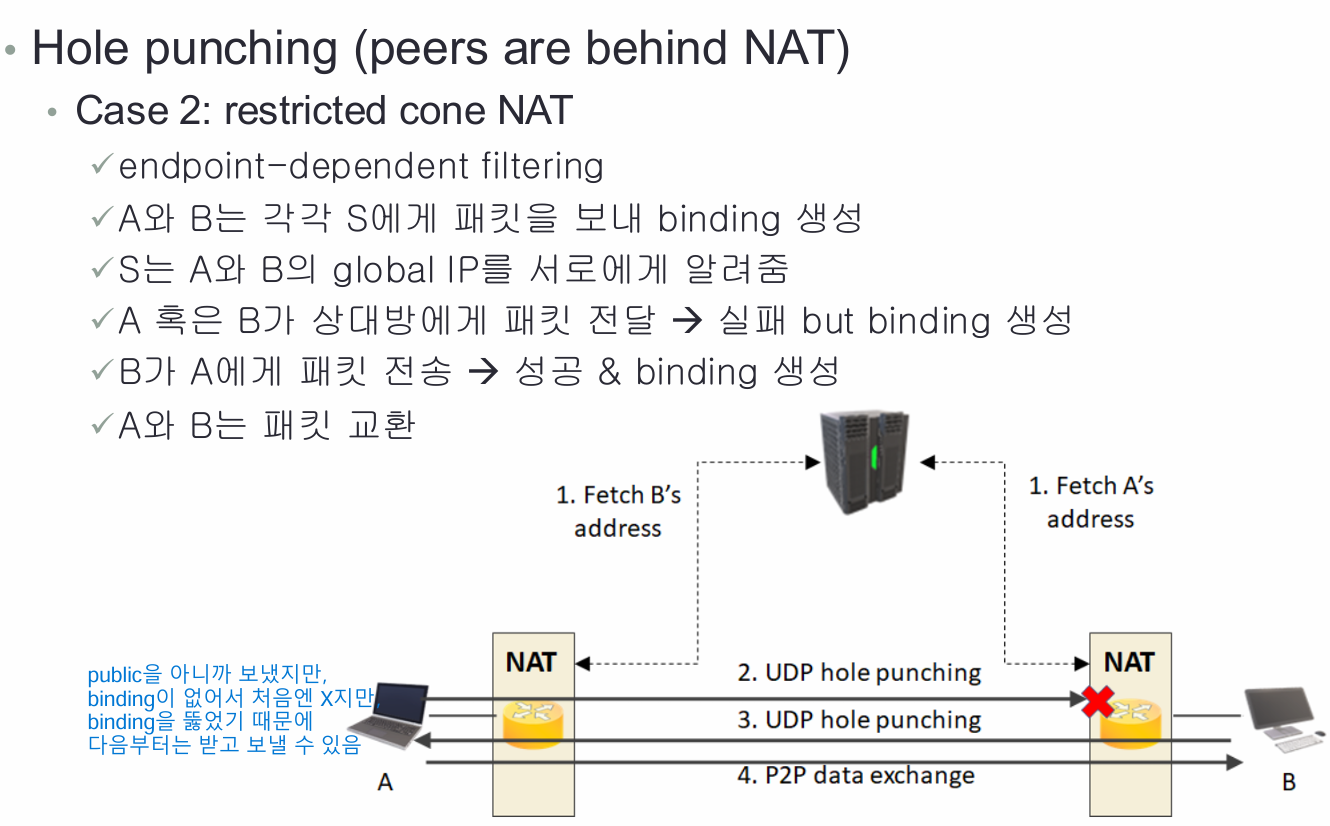 • Hole punching (peers are behind NAT)
• Case 2: restricted cone NAT
✓endpoint-dependent filtering
✓A와 B는 각각 S에게 패킷을 보내 binding 생성
✓S는 A와 B의 global IP를 서로에게 알려줌
✓A 혹은 B가 상대방에게 패킷 전달 → 실패 but binding 생성
✓B가 A에게 패킷 전송 → 성공 & binding 생성
✓A와 B는 패킷 교환
1. Fetch B's
address
1. Fetch A's
address
NAT
NAT
2. UDP hole punching
3. UDP hole punching
4. P2P data exchange
public을 아니까 보냈지만,
binding이 없어서 처음엔 X지만
binding을 뚫었기 때문에
다음부터는 받고 보낼 수 있음
A
B